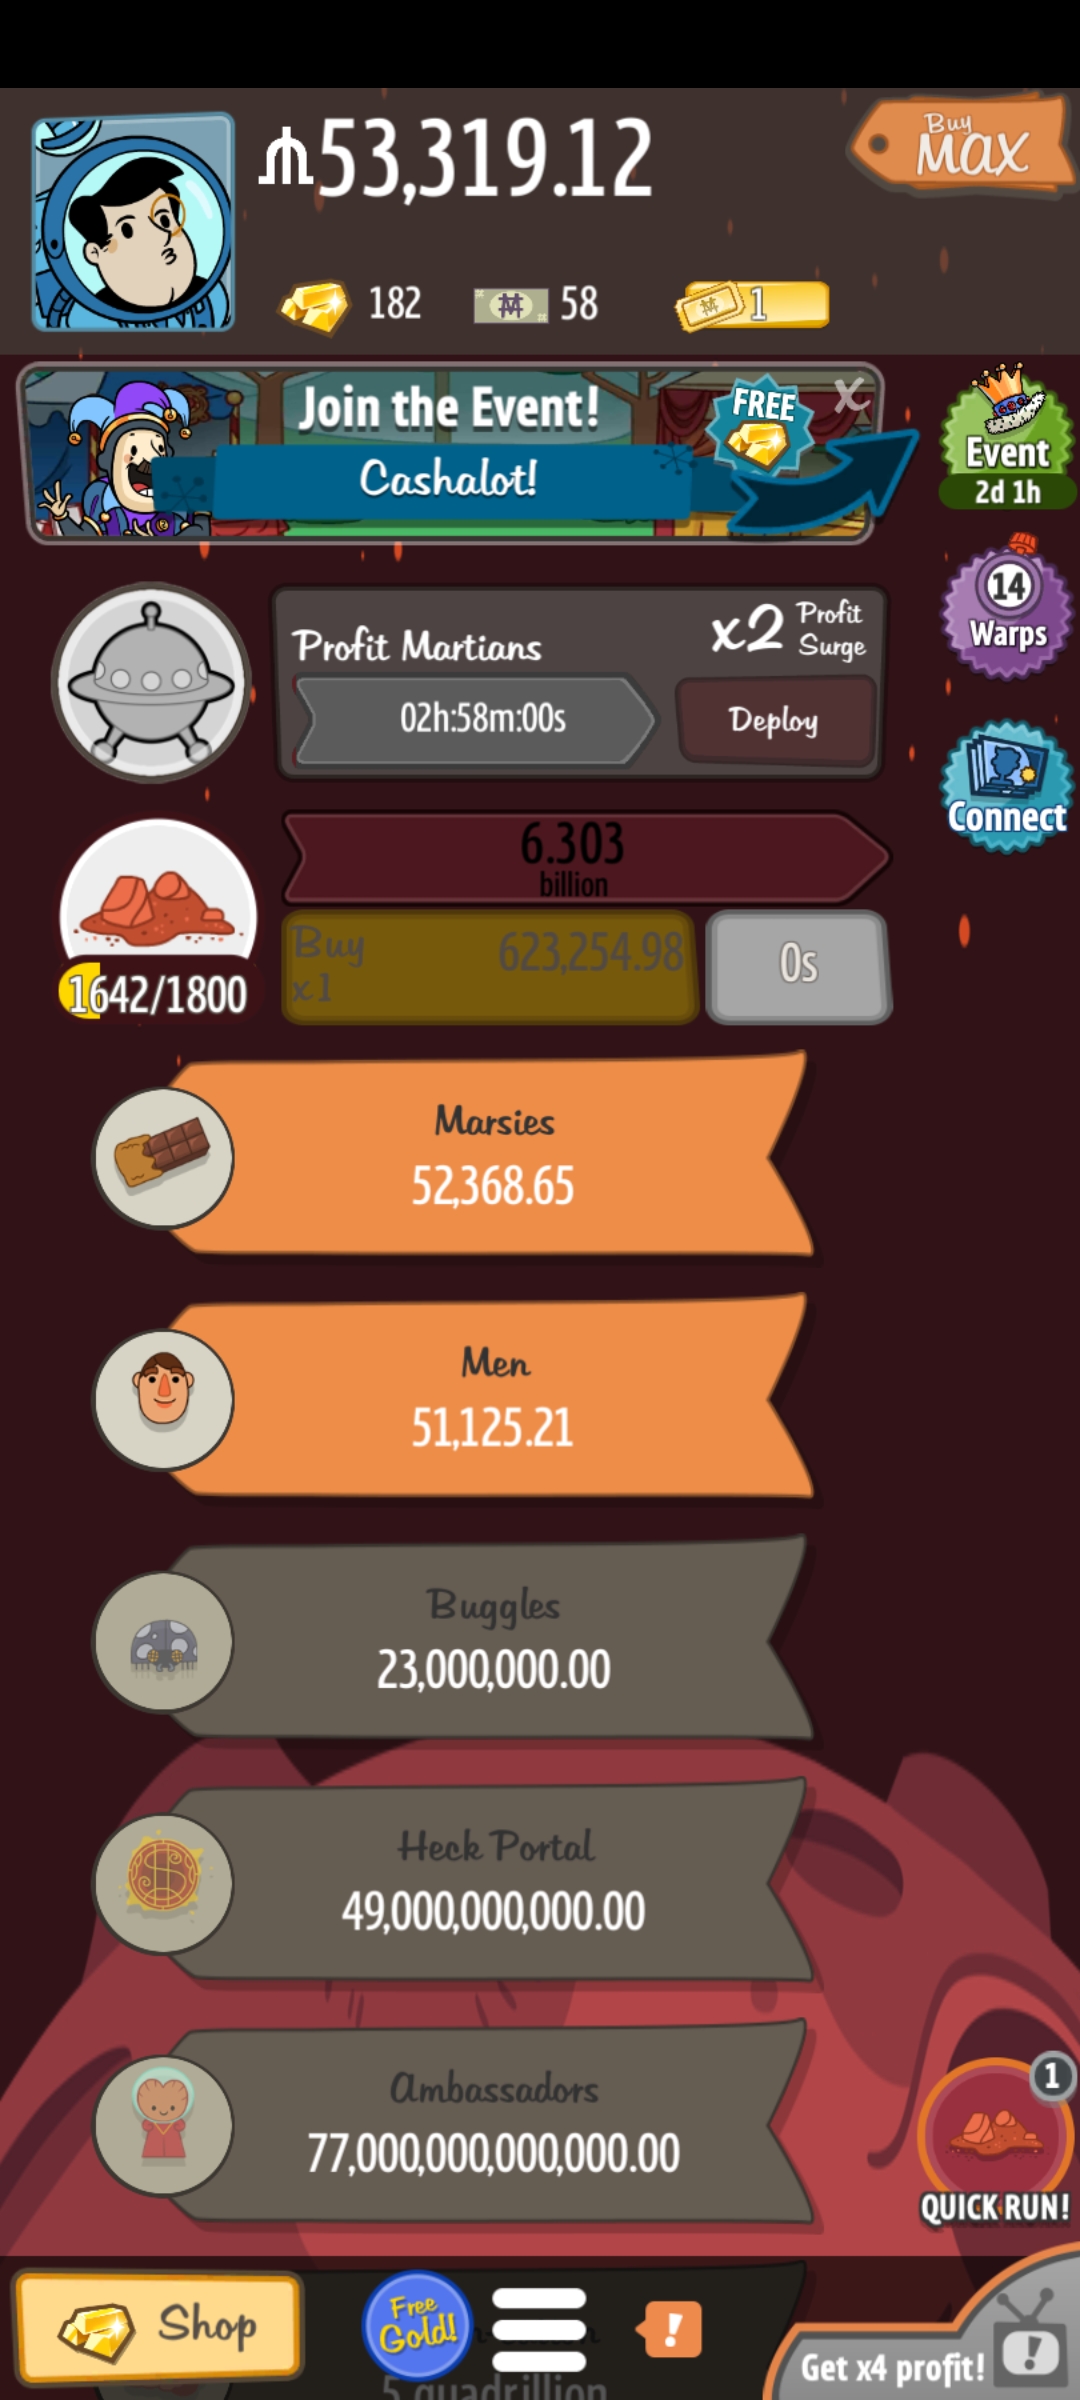 53,319.12
Buy
MAX
182
58
1
Join the Event!
Cashalot!
FREE
X
Event
2d 1h
14
Warps
Connect
Profit Martians
x2 Profit Surge
02h:58m:00s
Deploy
6.303
billion
Buy
x1
623,254.98
0s
1642/1800
Marsies
52,368.65
Men
51,125.21
Buggles
23,000,000.00
Heck Portal
49,000,000,000.00
Ambassadors
77,000,000,000,000.00
1
QUICK RUN!
Shop
Free
Gold!
!
!
Get x4 profit!
5 quadrillion